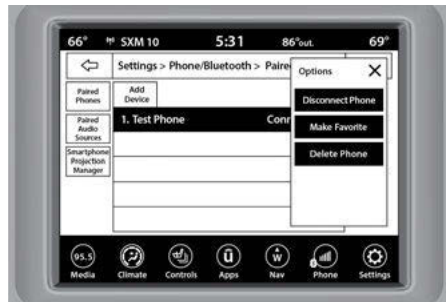 66° SXM 10 5:31 86°out. 69°
Settings > Phone/Bluetooth > Paire
Options X
Paired
Phones
Add
Device
Disconnect Phone
Paired
Audio
Sources
1. Test Phone Conn
Make Favorite
Smartphone
Projection
Manager
Delete Phone
95.5 ū W
Media Climate Controls Apps Nav Phone Settings